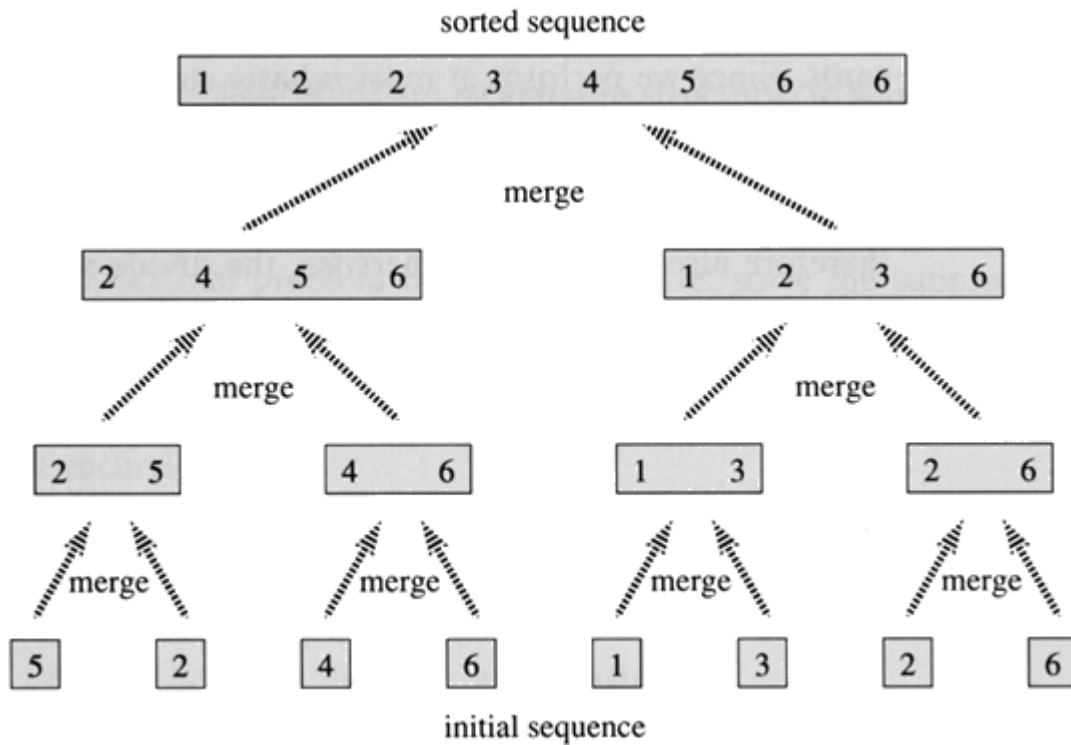 sorted sequence
1 2 2 3 4 5 6 6
merge
2 4 5 6
1 2 3 6
merge
merge
2 5
4 6
1 3
2 6
merge
merge
merge
merge
5
2
4
6
1
3
2
6
initial sequence